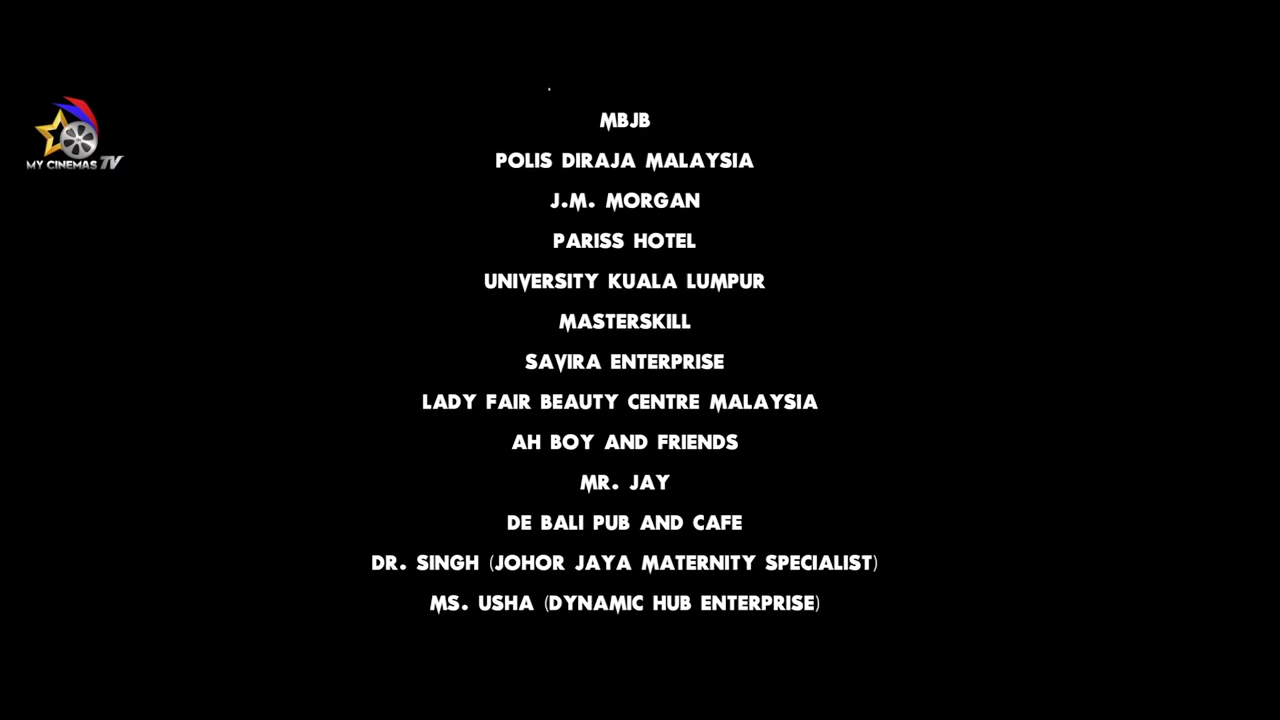 MY CINEMAS TV
MBJB
POLIS DIRAJA MALAYSIA
J.M. MORGAN
PARISS HOTEL
UNIVERSITY KUALA LUMPUR
MASTERSKILL
SAVIRA ENTERPRISE
LADY FAIR BEAUTY CENTRE MALAYSIA
AH BOY AND FRIENDS
MR. JAY
DE BALI PUB AND CAFE
DR. SINGH (JOHOR JAYA MATERNITY SPECIALIST)
MS. USHA (DYNAMIC HUB ENTERPRISE)